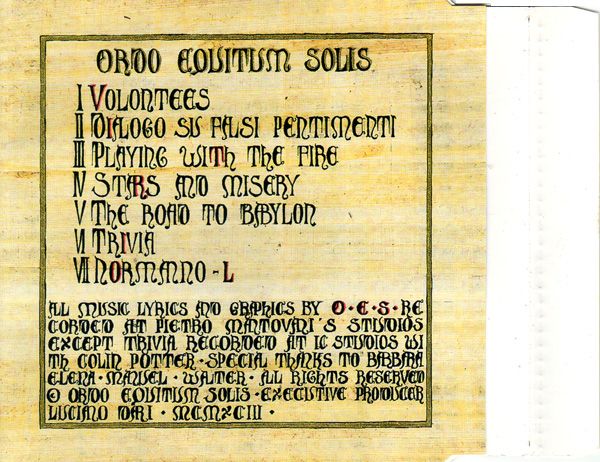 ORDO EQUITUM SOLIS
I VOLONTEES
II DIALOGO SU FALSI PENTIMENTI
III PLAYING WITH THE FIRE
IV STARS AND MISERY
V THE ROAD TO BABYLON
VI TRIVIA
VII NORMANNO - L
ALL MUSIC LYRICS AND GRAPHICS BY O · E · S · RE
CORDED AT PIETRO MANTOVANI'S STUDIOS
EXCEPT TRIVIA RECORDED AT IC STUDIOS WI
TH COLIN POTTER · SPECIAL THANKS TO BARBARA
ELENA · MANUEL · WALTER · ALL RIGHTS RESERVED
© ORDO EQUITUM SOLIS · EXECUTIVE PRODUCER
LUCIANO DARI · MCMXCIII ·